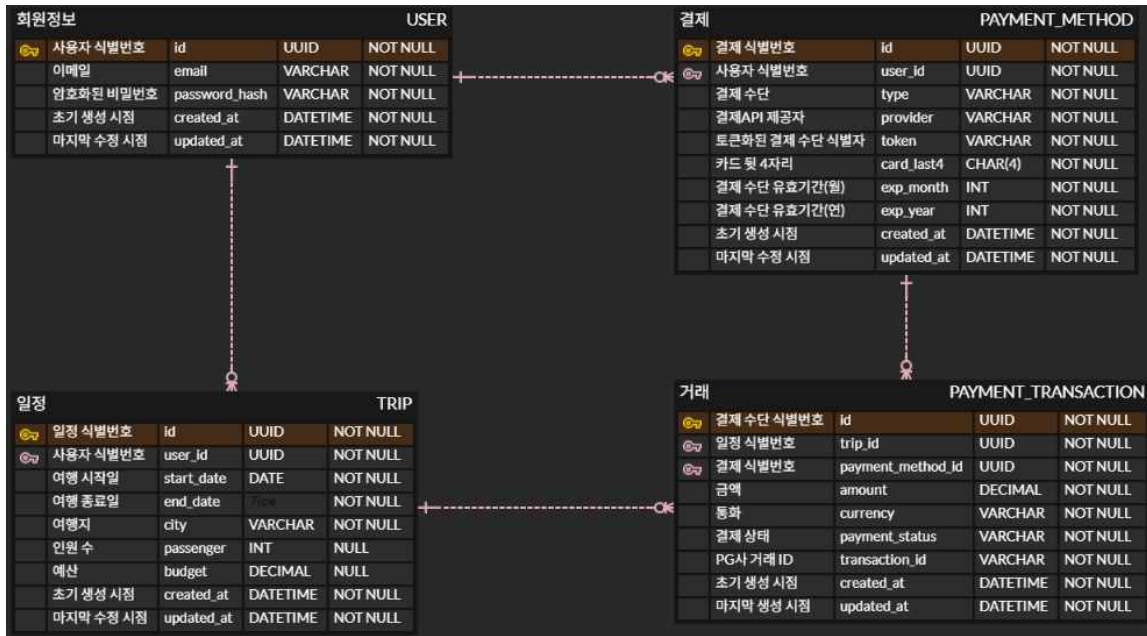 회원정보 USER
사용자 식별번호 id UUID NOT NULL
이메일 email VARCHAR NOT NULL
암호화된 비밀번호 password_hash VARCHAR NOT NULL
초기 생성 시점 created_at DATETIME NOT NULL
마지막 수정 시점 updated_at DATETIME NOT NULL
결제 PAYMENT_METHOD
결제 식별번호 id UUID NOT NULL
사용자 식별번호 user_id UUID NOT NULL
결제 수단 type VARCHAR NOT NULL
결제API 제공자 provider VARCHAR NOT NULL
토큰화된 결제 수단 식별자 token VARCHAR NOT NULL
카드 뒷 4자리 card_last4 CHAR(4) NOT NULL
결제 수단 유효기간(월) exp_month INT NOT NULL
결제 수단 유효기간(연) exp_year INT NOT NULL
초기 생성 시점 created_at DATETIME NOT NULL
마지막 수정 시점 updated_at DATETIME NOT NULL
일정 TRIP
일정 식별번호 id UUID NOT NULL
사용자 식별번호 user_id UUID NOT NULL
여행 시작일 start_date DATE NOT NULL
여행 종료일 end_date Type NOT NULL
여행지 city VARCHAR NOT NULL
인원 수 passenger INT NULL
예산 budget DECIMAL NULL
초기 생성 시점 created_at DATETIME NOT NULL
마지막 수정 시점 updated_at DATETIME NOT NULL
거래 PAYMENT_TRANSACTION
결제 수단 식별번호 id UUID NOT NULL
일정 식별번호 trip_id UUID NOT NULL
결제 식별번호 payment_method_id UUID NOT NULL
금액 amount DECIMAL NOT NULL
통화 currency VARCHAR NOT NULL
결제 상태 payment_status VARCHAR NOT NULL
PG사 거래 ID transaction_id VARCHAR NOT NULL
초기 생성 시점 created_at DATETIME NOT NULL
마지막 생성 시점 updated_at DATETIME NOT NULL